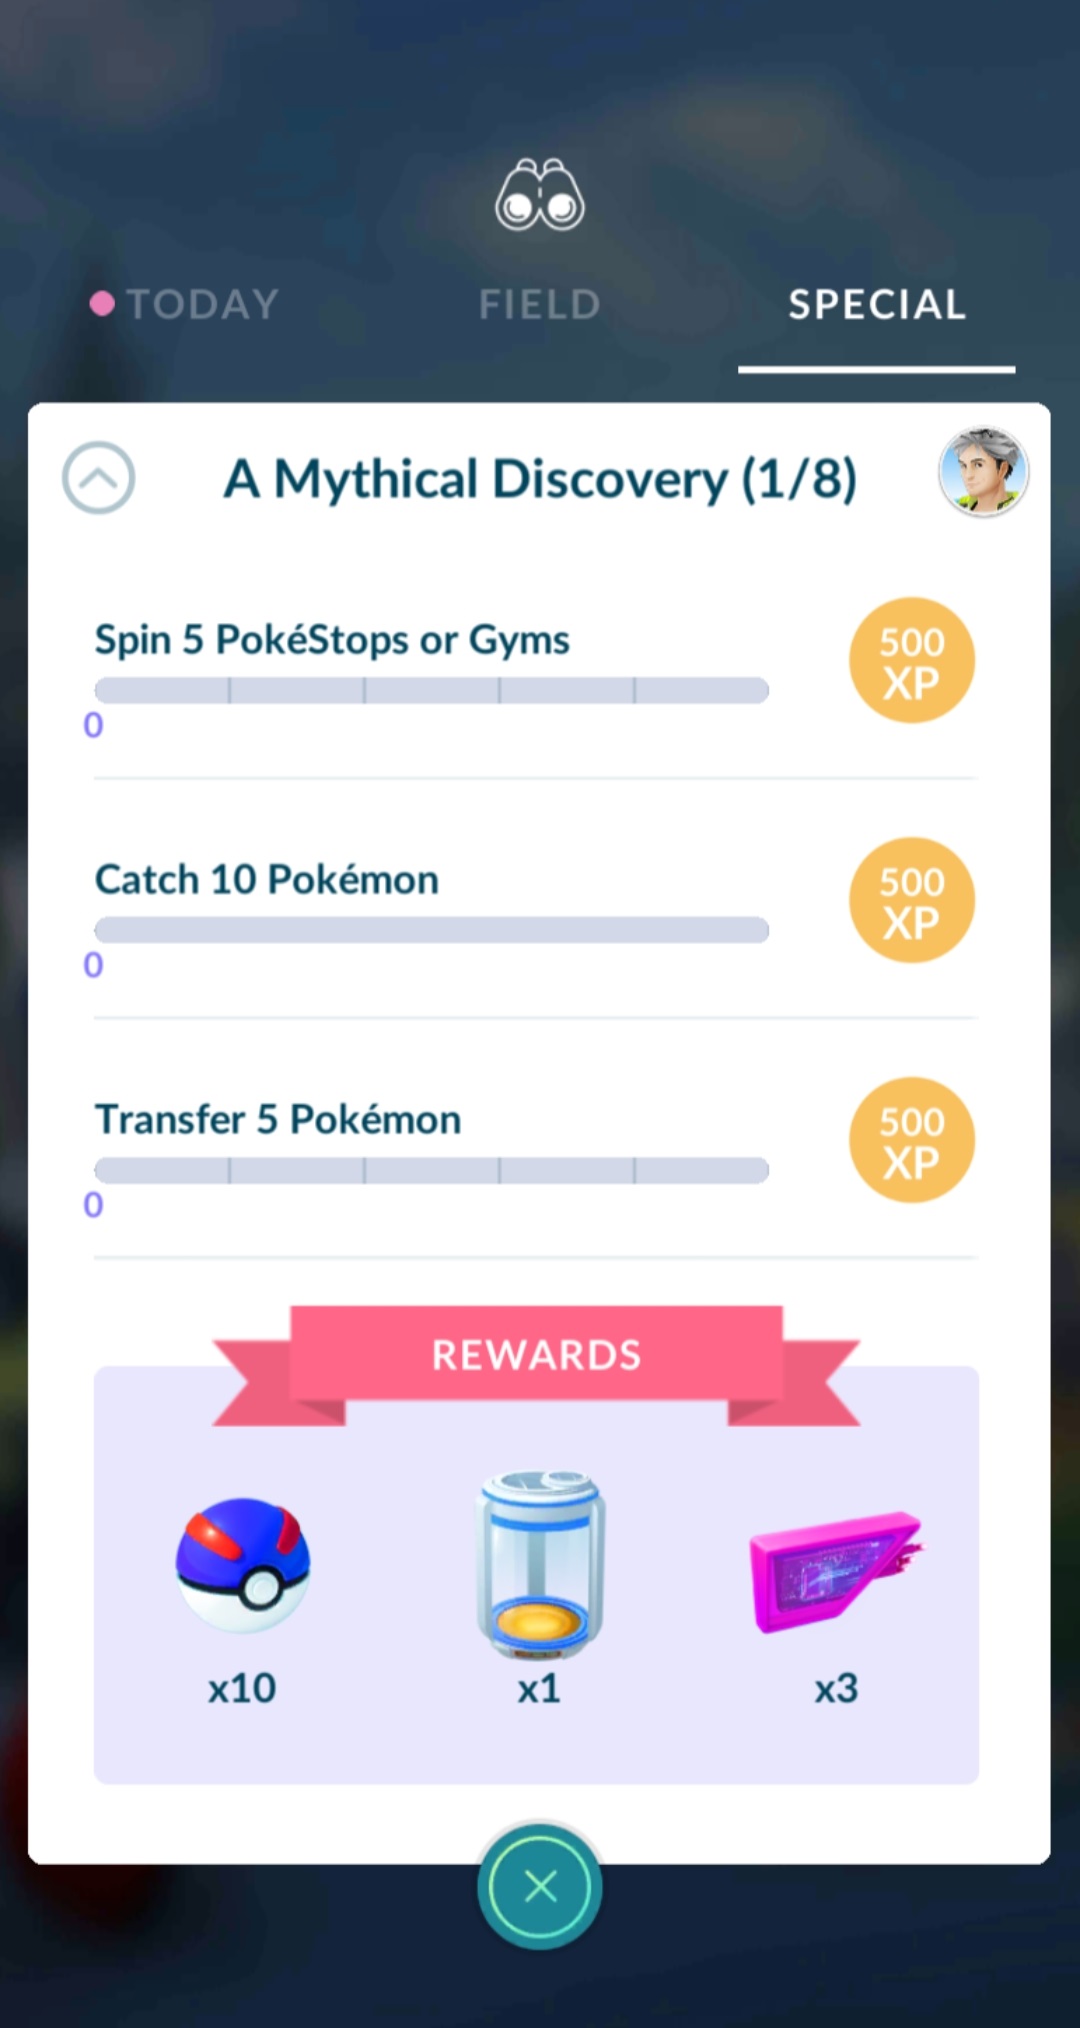 TODAY
FIELD
SPECIAL
A Mythical Discovery (1/8)
Spin 5 PokéStops or Gyms
500
XP
0
Catch 10 Pokémon
500
XP
0
Transfer 5 Pokémon
500
XP
0
REWARDS
x10
x1
x3